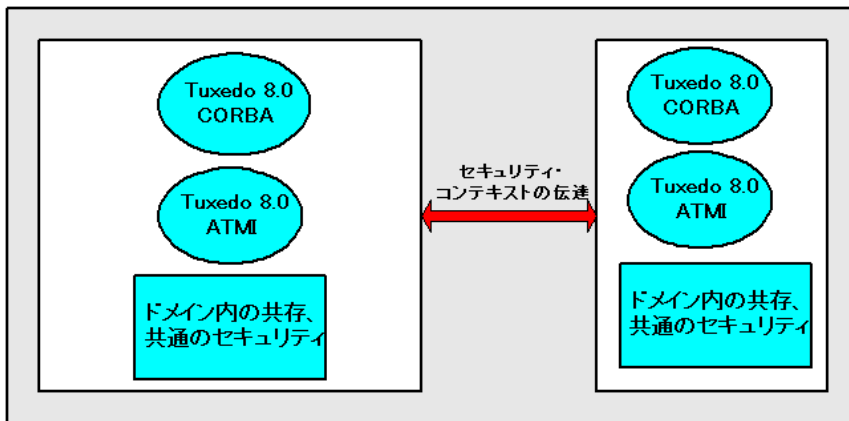 Tuxedo 8.0
CORBA
Tuxedo 8.0
ATMI
ドメイン内の共存、
共通のセキュリティ
セキュリティ・
コンテキストの伝達
Tuxedo 8.0
CORBA
Tuxedo 8.0
ATMI
ドメイン内の共存、
共通のセキュリティ